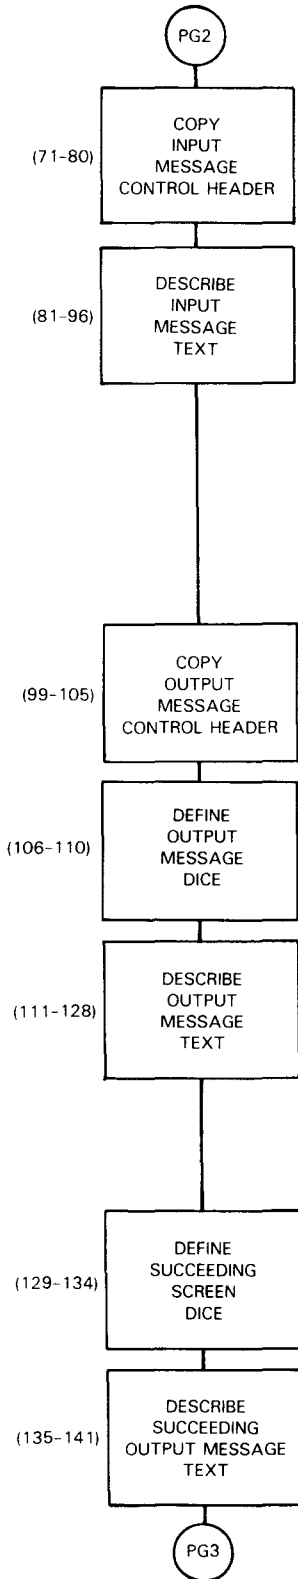 PG2
(71-80)
COPY
INPUT
MESSAGE
CONTROL HEADER
(81-96)
DESCRIBE
INPUT
MESSAGE
TEXT
(99-105)
COPY
OUTPUT
MESSAGE
CONTROL HEADER
(106-110)
DEFINE
OUTPUT
MESSAGE
DICE
(111-128)
DESCRIBE
OUTPUT
MESSAGE
TEXT
(129-134)
DEFINE
SUCCEEDING
SCREEN
DICE
(135-141)
DESCRIBE
SUCCEEDING
OUTPUT MESSAGE
TEXT
PG3